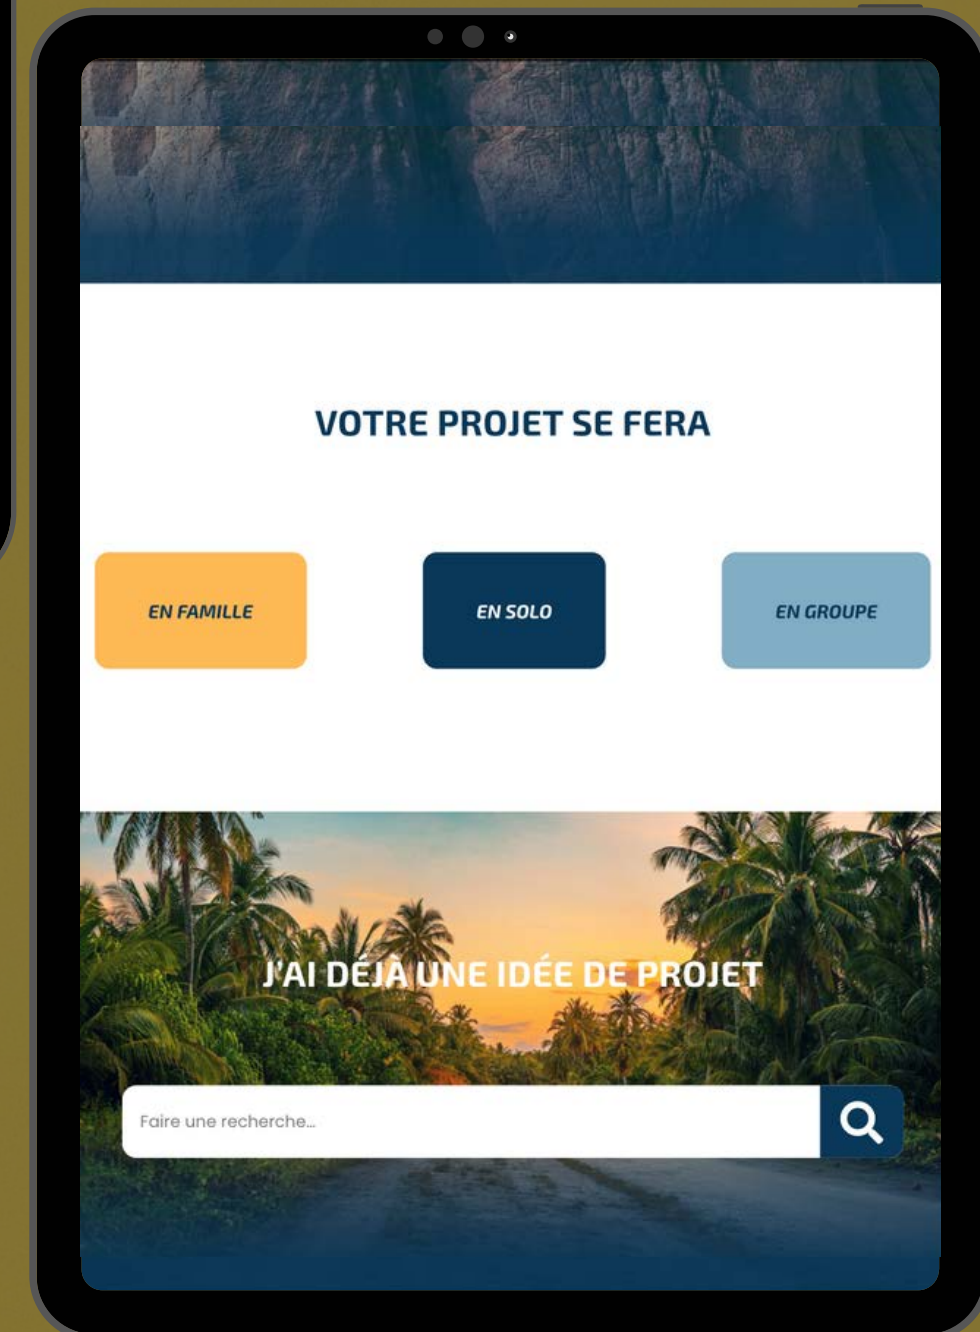 VOTRE PROJET SE FERA
EN FAMILLE
EN SOLO
EN GROUPE
J'AI DÉJÀ UNE IDÉE DE PROJET
Faire une recherche...